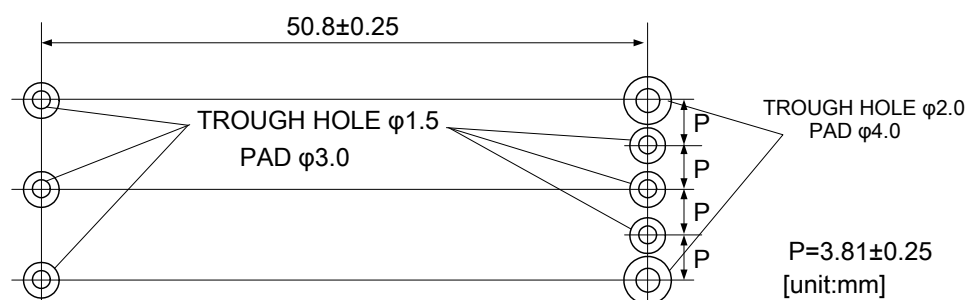 50.8±0.25
TROUGH HOLE φ1.5
PAD φ3.0
TROUGH HOLE φ2.0
PAD φ4.0
P
P
P
P
P=3.81±0.25
[unit:mm]